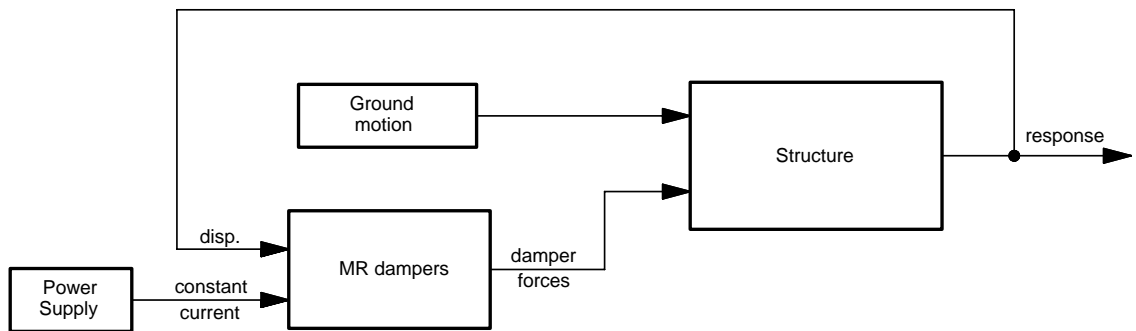 Ground
motion
Structure
response
disp.
MR dampers
damper
forces
Power
Supply
constant
current